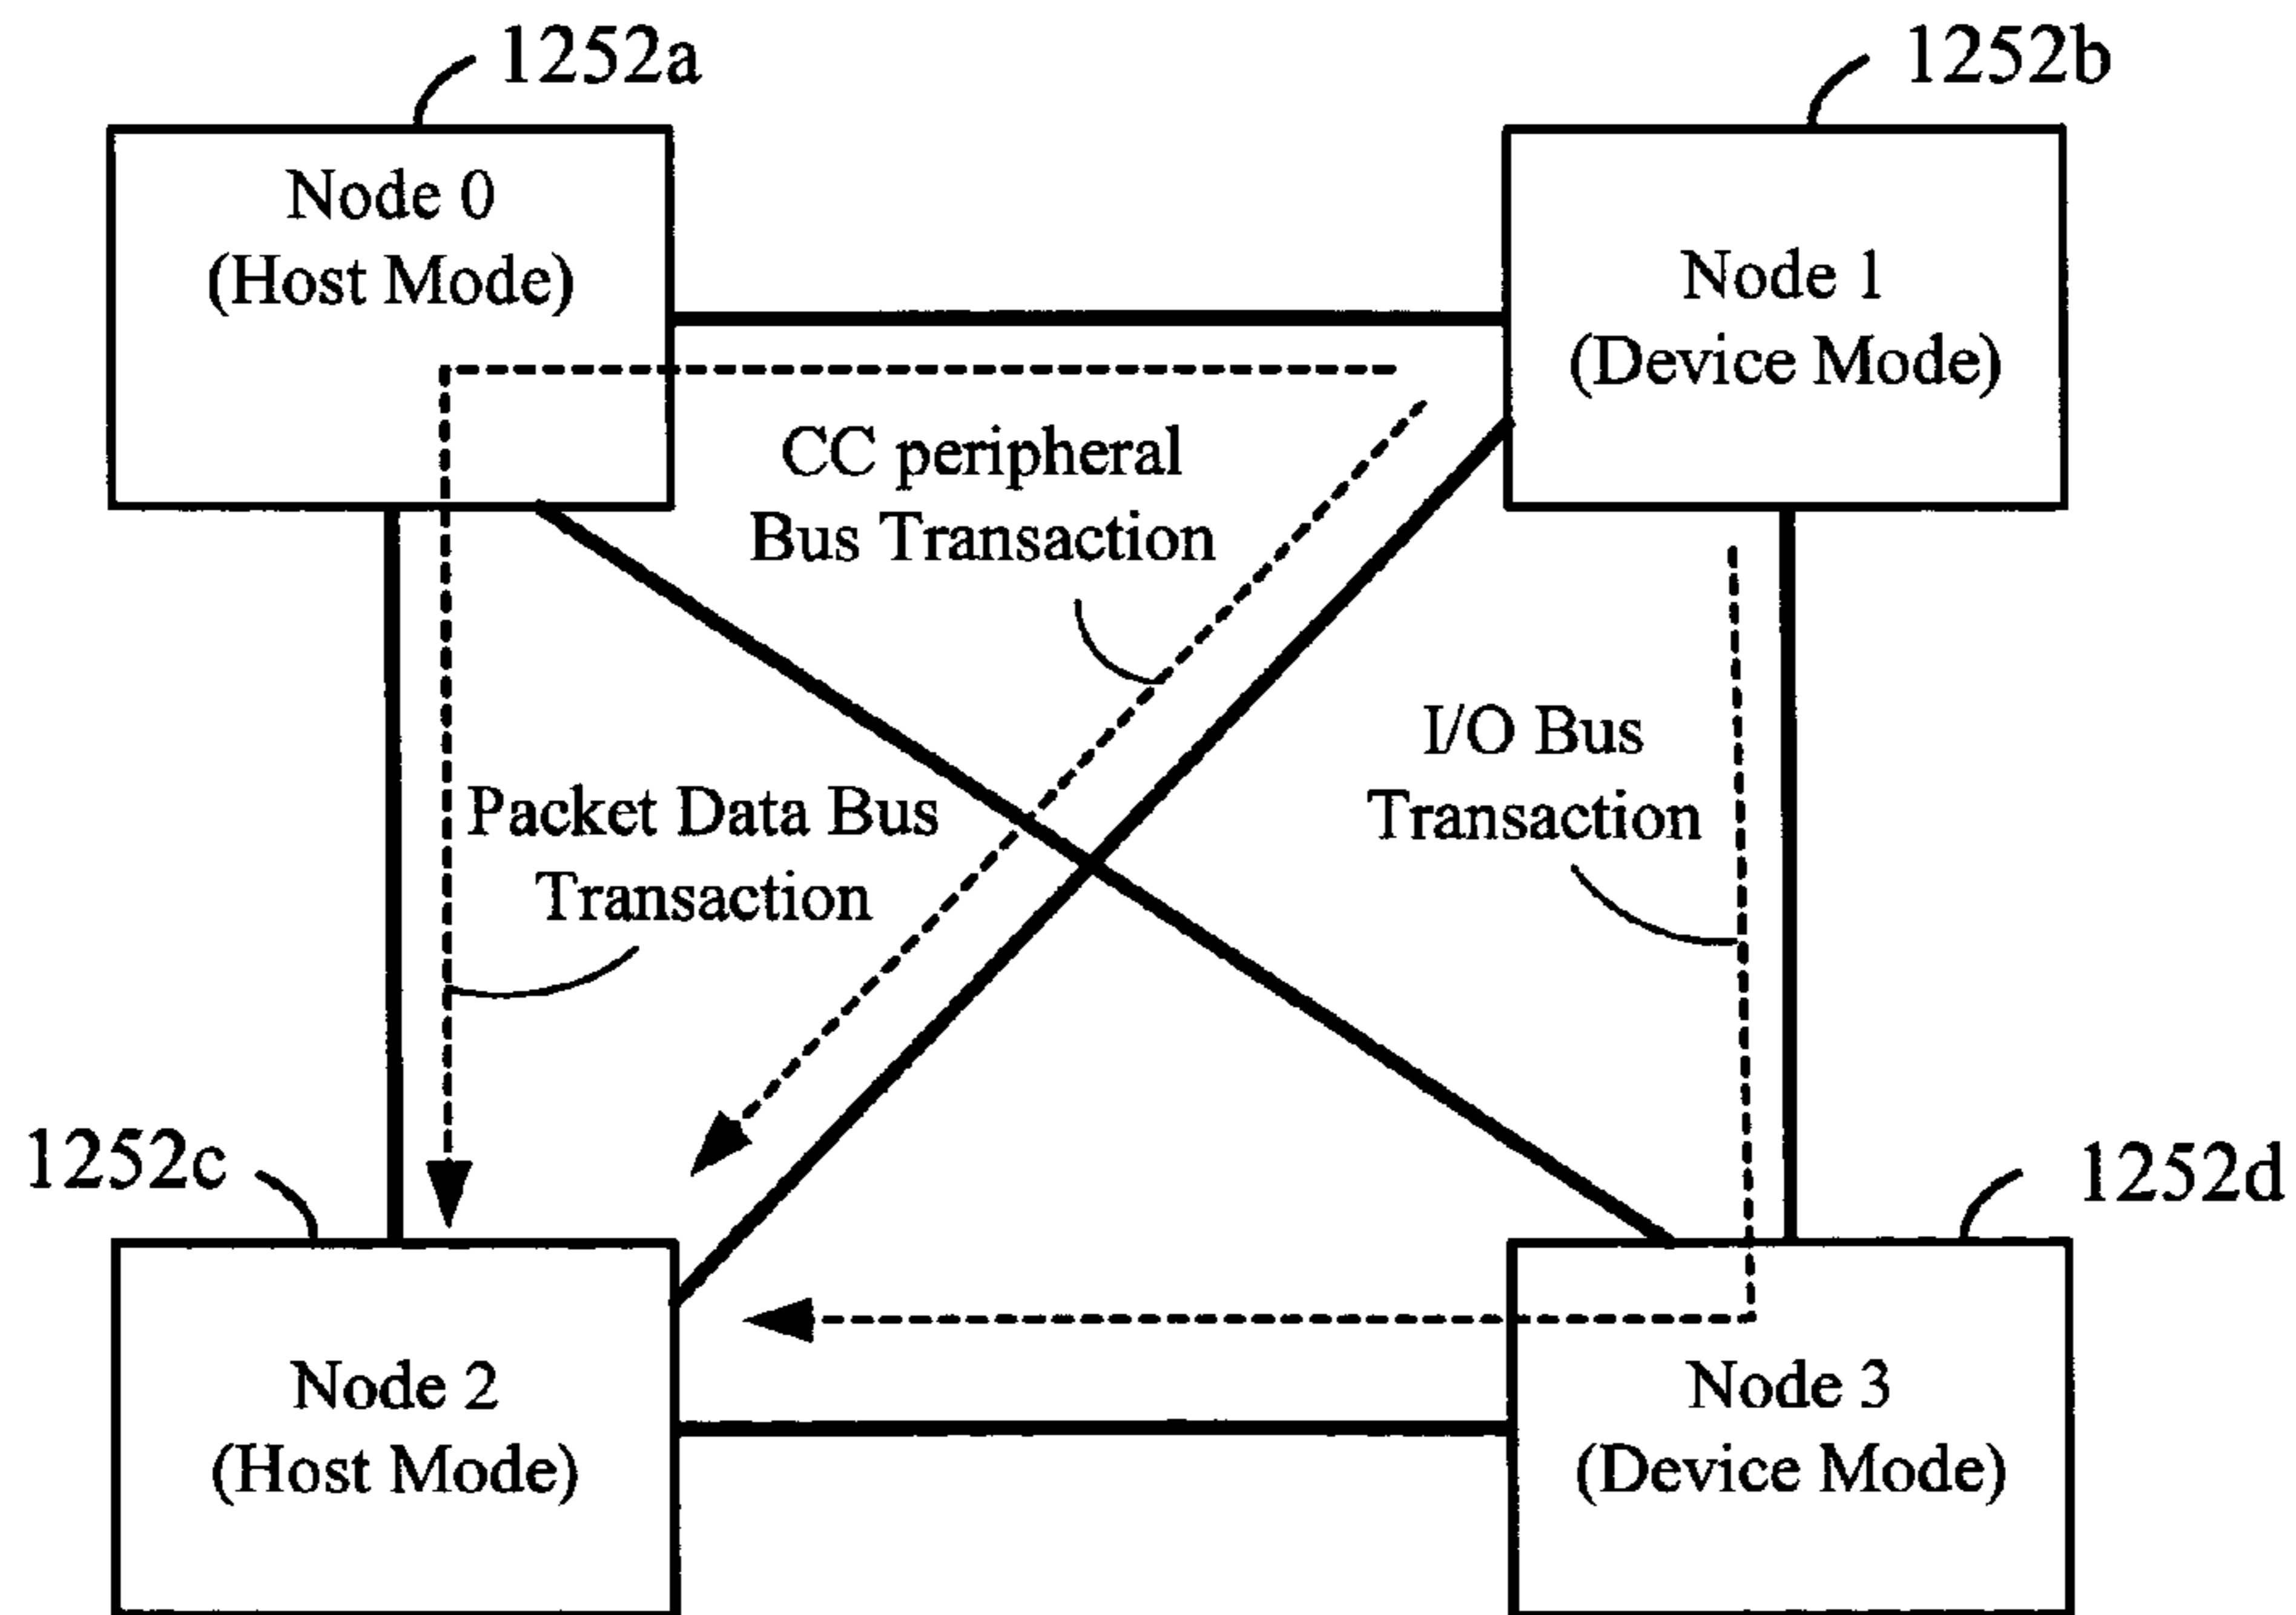 1252a
1252b
Node 0
(Host Mode)
Node 1
(Device Mode)
CC peripheral
Bus Transaction
I/O Bus
Transaction
Packet Data Bus
Transaction
1252c
1252d
Node 2
(Host Mode)
Node 3
(Device Mode)